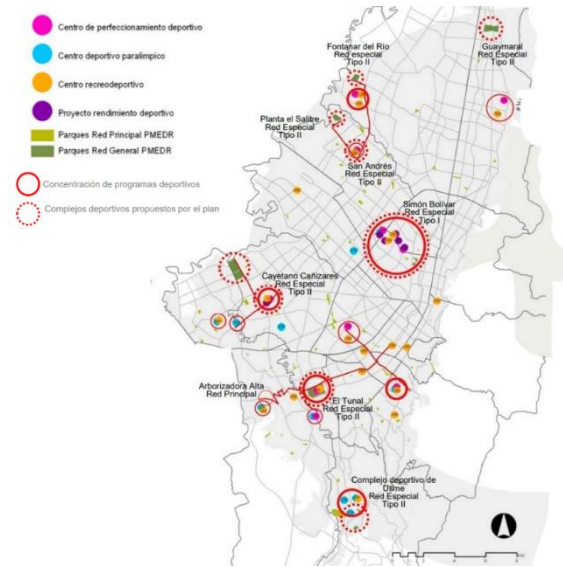 Centro de perfeccionamiento deportivo
Centro deportivo paralimpico
Centro recreodeportivo
Proyecto rendimiento deportivo
Parques Red Principal PMEDR
Parques Red General PMEDR
Concentración de programas deportivos
Complejos deportivos propuestos por el plan
Fontanar del Río
Red especial
Tipo II
Guaymaral
Red Especial
Tipo II
Planta el Salitre
Red Especial
Tipo II
San Andrés
Red Especial
Tipo II
Simón Bolívar
Red Especial
Tipo I
Cayetano Cañizares
Red Especial
Tipo II
Arborizadora Alta
Red Principal
El Tunal
Red Especial
Tipo II
Complejo deportivo de
Usme
Red Especial
Tipo II